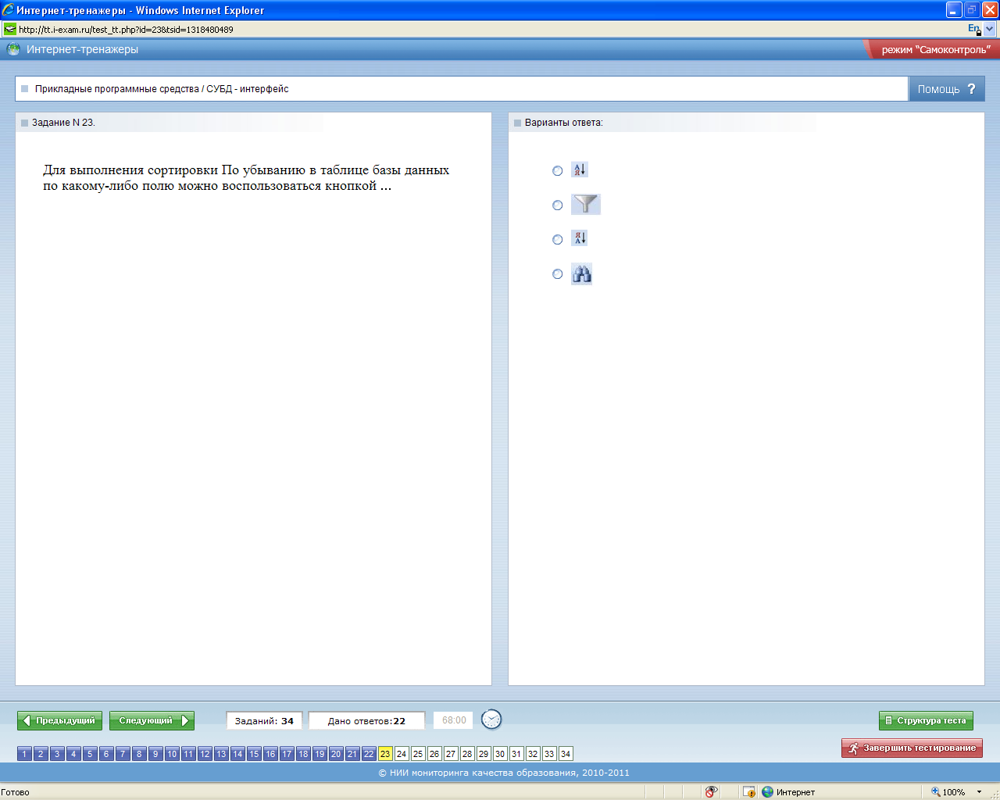 Интернет-тренажеры - Windows Internet Explorer
http://tt.i-exam.ru/test_tt.php?id=23&tsid=1318480489
En
Интернет-тренажеры
режим "Самоконтроль"
Прикладные программные средства / СУБД - интерфейс
Помощь ?
Задание N 23.
Для выполнения сортировки По убыванию в таблице базы данных
по какому-либо полю можно воспользоваться кнопкой ...
Варианты ответа:
А
Я
Я
А
Предыдущий
Следующий
Заданий: 34
Дано ответов:22
68:00
Структура теста
1 2 3 4 5 6 7 8 9 10 11 12 13 14 15 16 17 18 19 20 21 22 23 24 25 26 27 28 29 30 31 32 33 34
Завершить тестирование
© НИИ мониторинга качества образования, 2010-2011
Готово
Интернет
100%